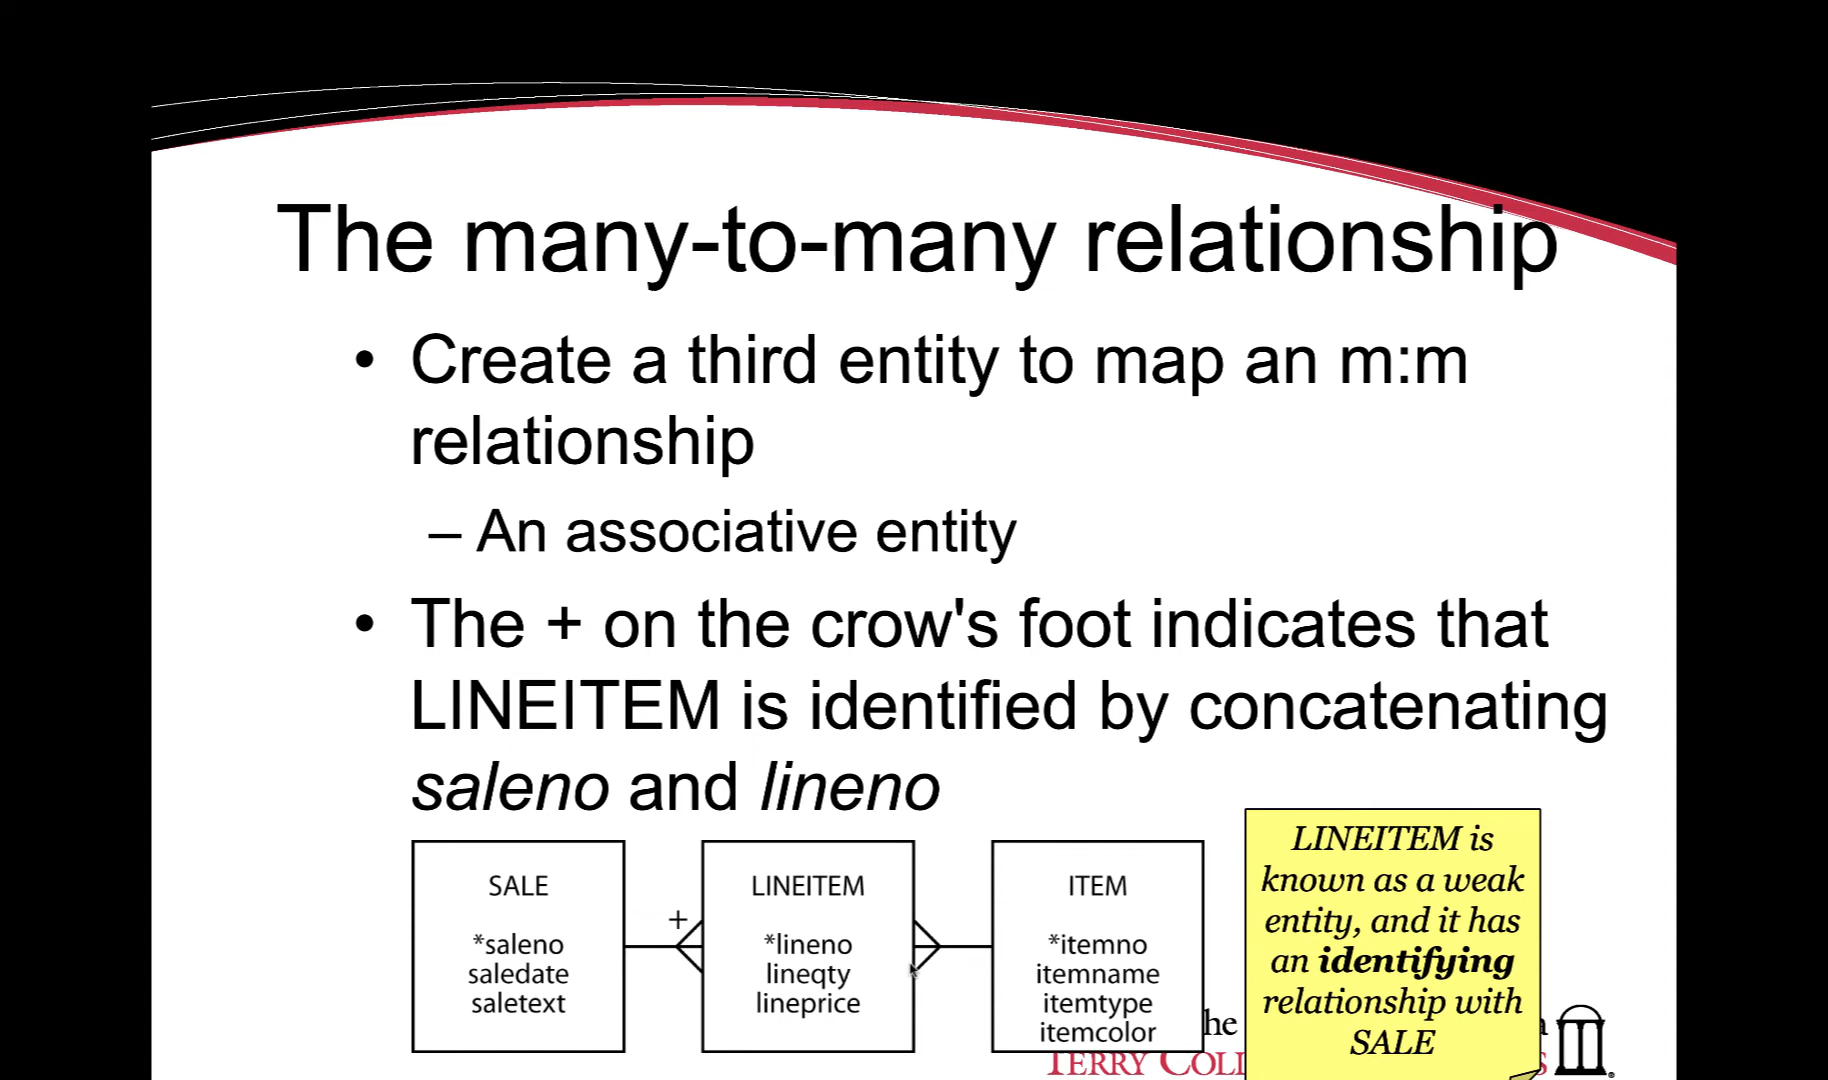 The many-to-many relationship
• Create a third entity to map an m:m
relationship
– An associative entity
• The + on the crow's foot indicates that
LINEITEM is identified by concatenating
saleno and lineno
SALE
*saleno
saledate
saletext
+
LINEITEM
*lineno
lineqty
lineprice
ITEM
*itemno
itemname
itemtype
itemcolor
LINEITEM is
known as a weak
entity, and it has
an identifying
relationship with
SALE
TERRY